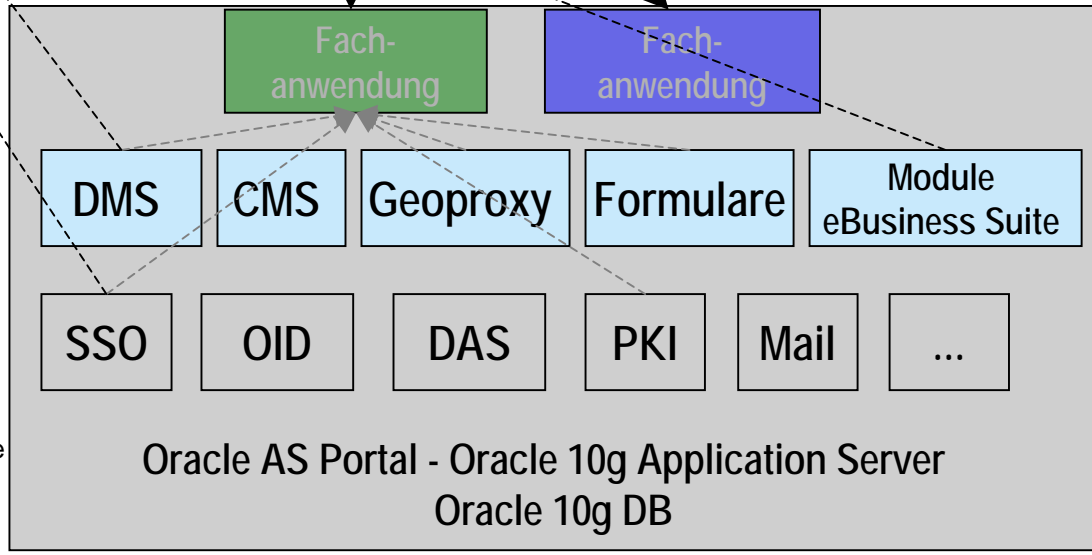 Fach-
anwendung
Fach-
anwendung
DMS
CMS
Geoproxy
Formulare
Module
eBusiness Suite
SSO
OID
DAS
PKI
Mail
...
e
Oracle AS Portal - Oracle 10g Application Server
Oracle 10g DB